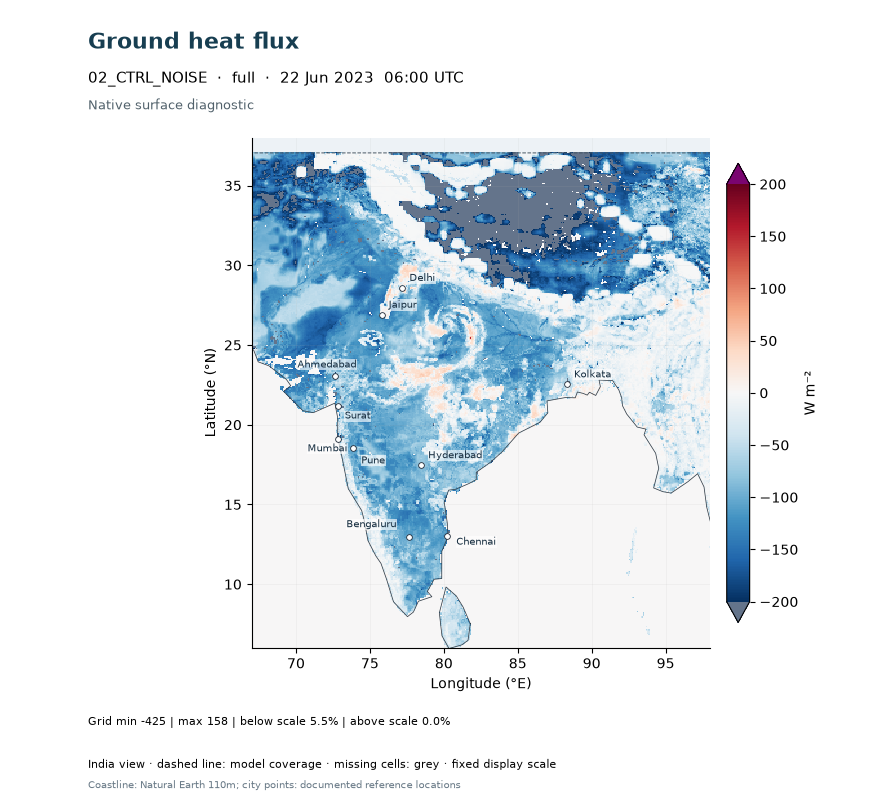 Ground heat flux
02_CTRL_NOISE · full · 22 Jun 2023 06:00 UTC
Native surface diagnostic
35
30
25
20
15
10
Latitude (°N)
Delhi
Jaipur
Ahmedabad
Kolkata
Surat
Mumbai
Pune
Hyderabad
Bengaluru
Chennai
70
75
80
85
90
95
Longitude (°E)
200
150
100
50
0
−50
−100
−150
−200
W m⁻²
Grid min -425 | max 158 | below scale 5.5% | above scale 0.0%
India view · dashed line: model coverage · missing cells: grey · fixed display scale
Coastline: Natural Earth 110m; city points: documented reference locations